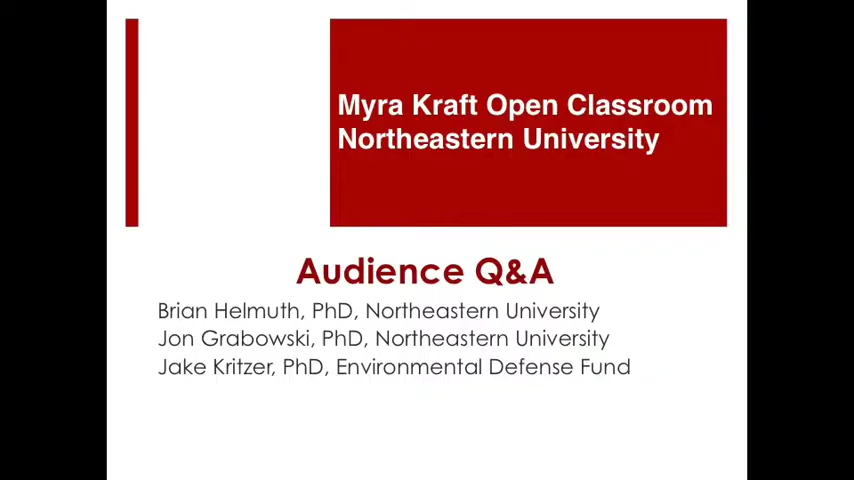 Myra Kraft Open Classroom
Northeastern University
Audience Q&A
Brian Helmuth, PhD, Northeastern University
Jon Grabowski, PhD, Northeastern University
Jake Kritzer, PhD, Environmental Defense Fund